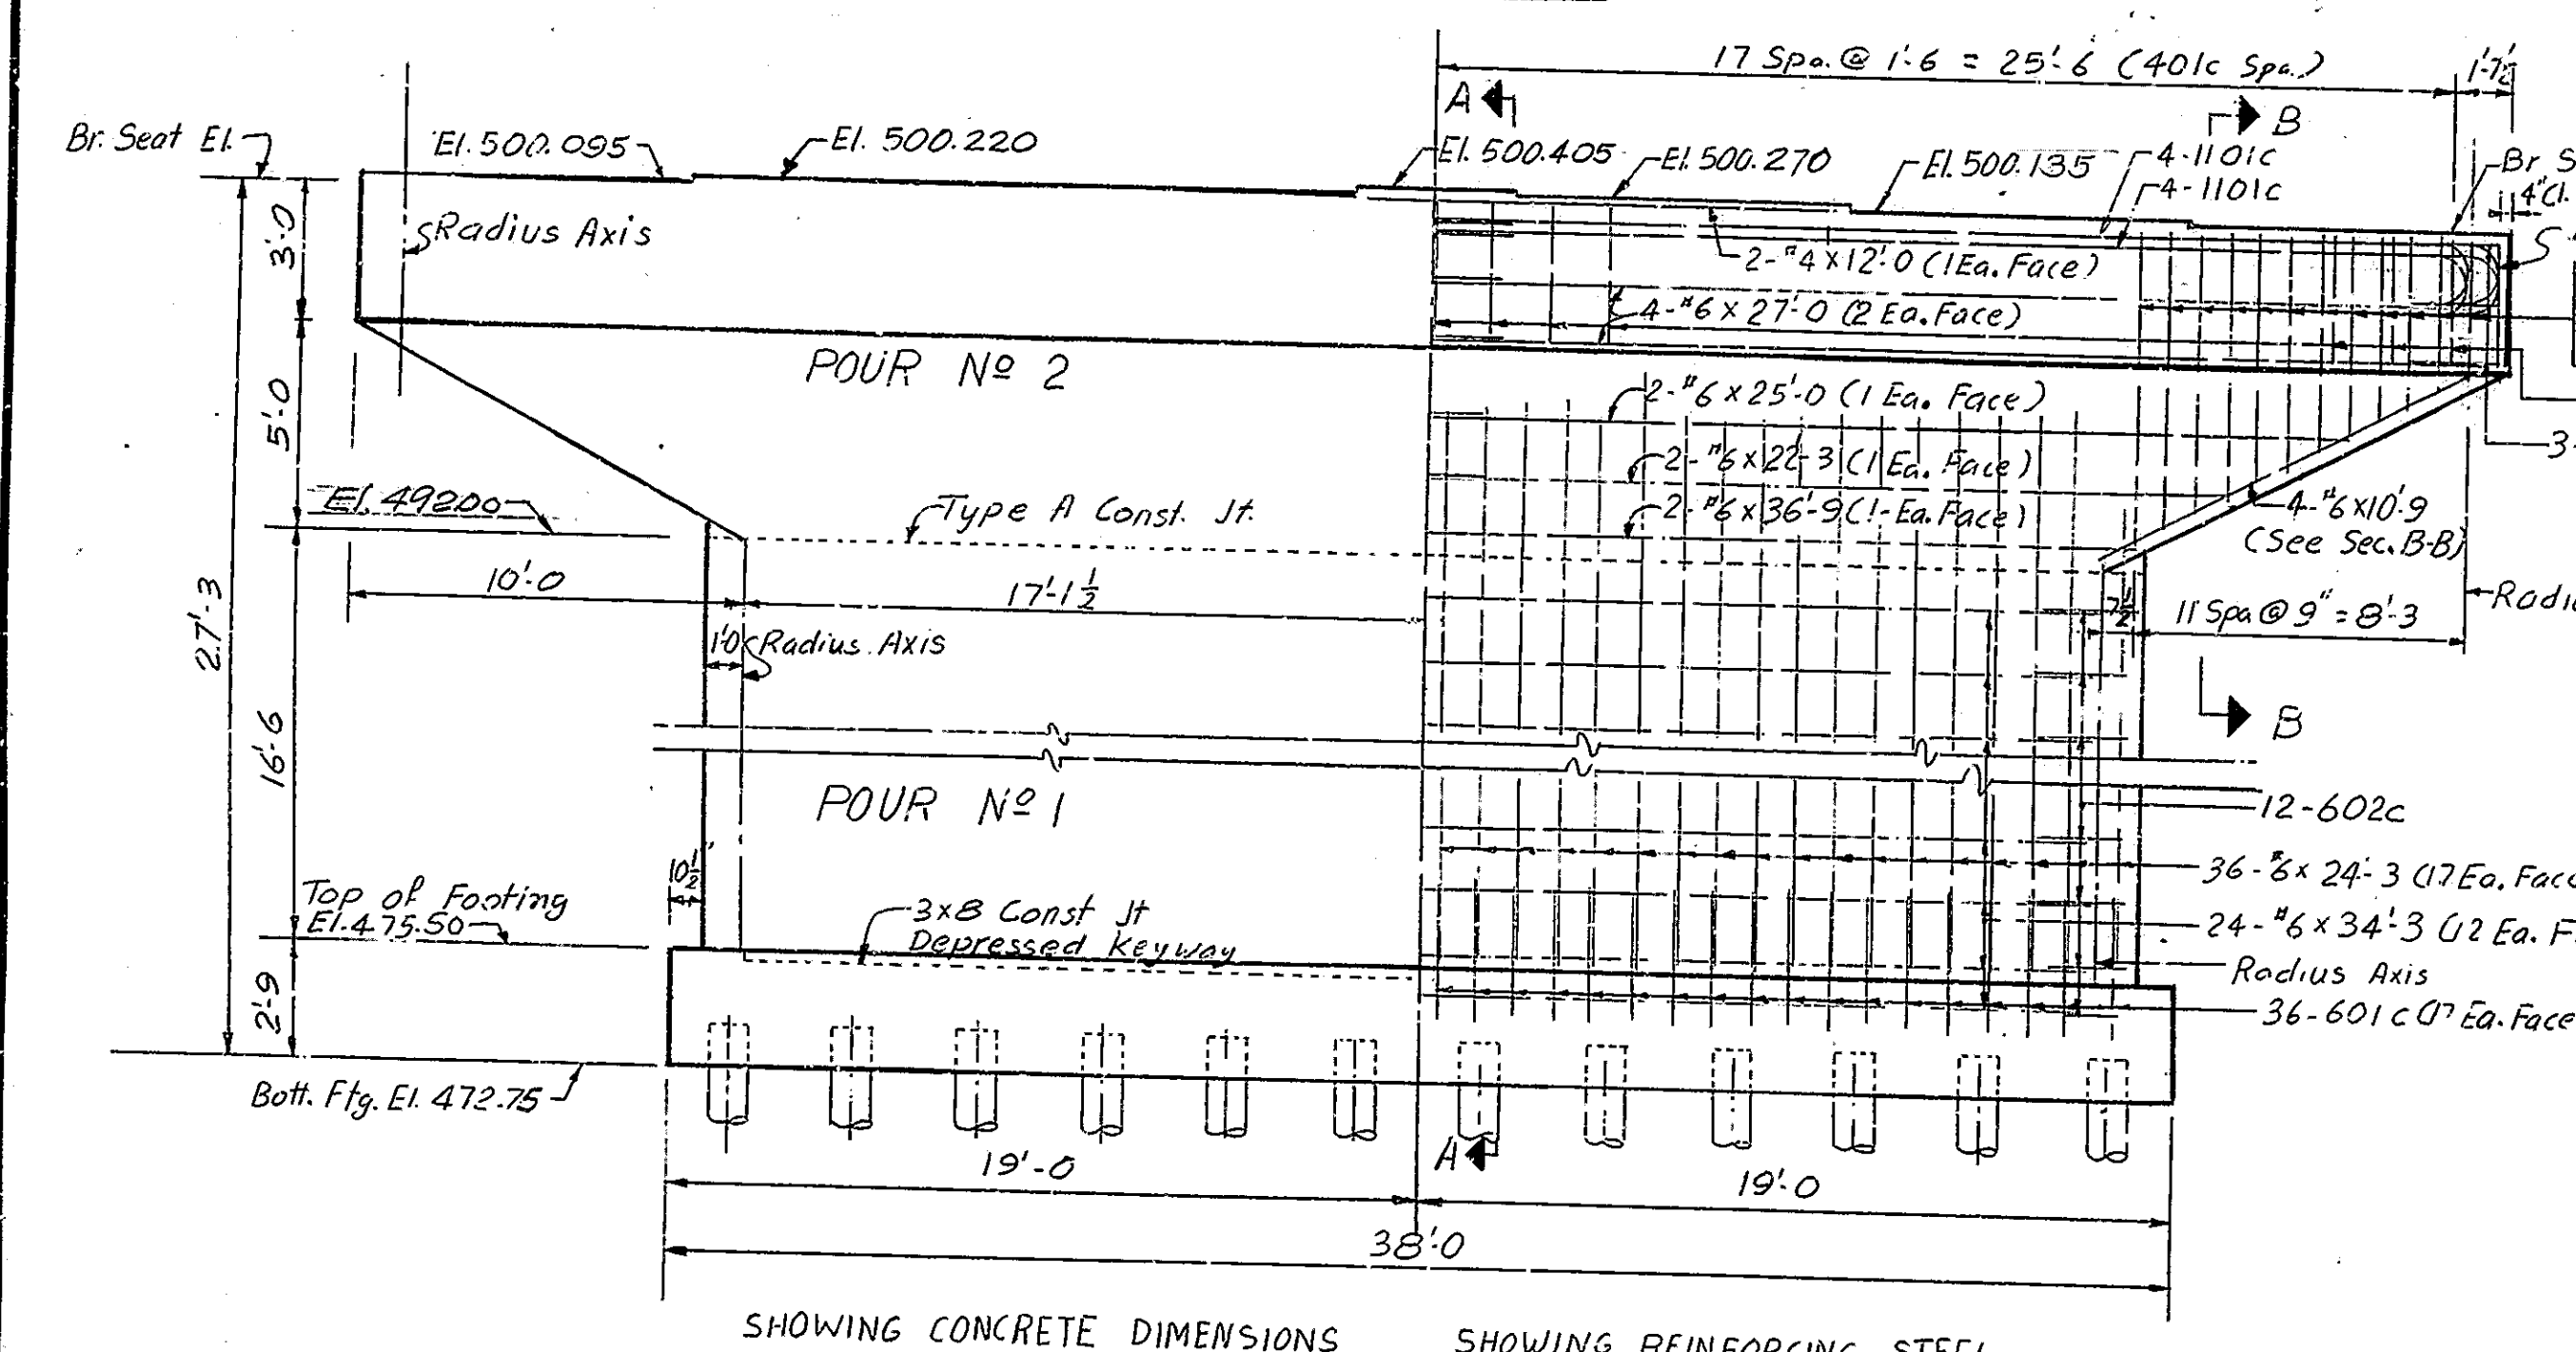 17 Spa. @ 1'-6 = 25'-6 (401c Spa.)
1'-7½
A
B
Br. Seat El.
El. 500.095
El. 500.220
El. 500.405
El. 500.270
El. 500.135
4-1101c
4-1101c
4" Cl.
Radius Axis
3'-0
2-#4 x 12'-0 (1 Ea. Face)
4-#6 x 27'-0 (2 Ea. Face)
POUR Nº 2
5'-0
2-#6 x 25'-0 (1 Ea. Face)
2-#6 x 22'-3 (1 Ea. Face)
2-#6 x 36'-9 (1-Ea. Face)
El. 492.00
Type A Const. Jt.
4-#6 x 10'-9
(See Sec. B-B)
10'-0
17'-1½
7½
11 Spa @ 9" = 8'-3
27'-3
1'-0
Radius Axis
16'-6
B
POUR Nº 1
12-602c
10½
36-#6 x 24'-3 (17 Ea. Face
Top of Footing
El. 475.50
3x8 Const Jt
Depressed Keyway
24-#6 x 34'-3 (12 Ea. F
Radius Axis
2'-9
36-601c (17 Ea. Face
Bott. Ftg. El. 472.75
A
19'-0
19'-0
38'-0
SHOWING CONCRETE DIMENSIONS
SHOWING REINFORCING STEEL